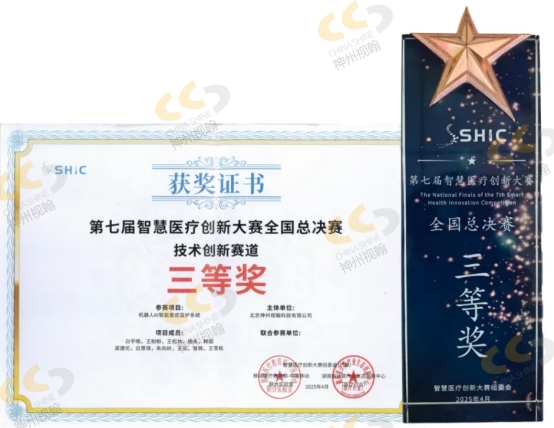 SHIC
获奖证书
第七届智慧医疗创新大赛全国总决赛
技术创新赛道
三等奖
参赛项目：
主体单位：
北京神州视翰科技有限公司
项目成员：
联合参赛单位：
2025年4月
SHIC
第七届智慧医疗创新大赛
The National Finals of the 7th Smart
Health Innovation Competition
全国总决赛
三等奖
智慧医疗创新大赛组委会
2025年4月
CHINA SHINE
神州视翰